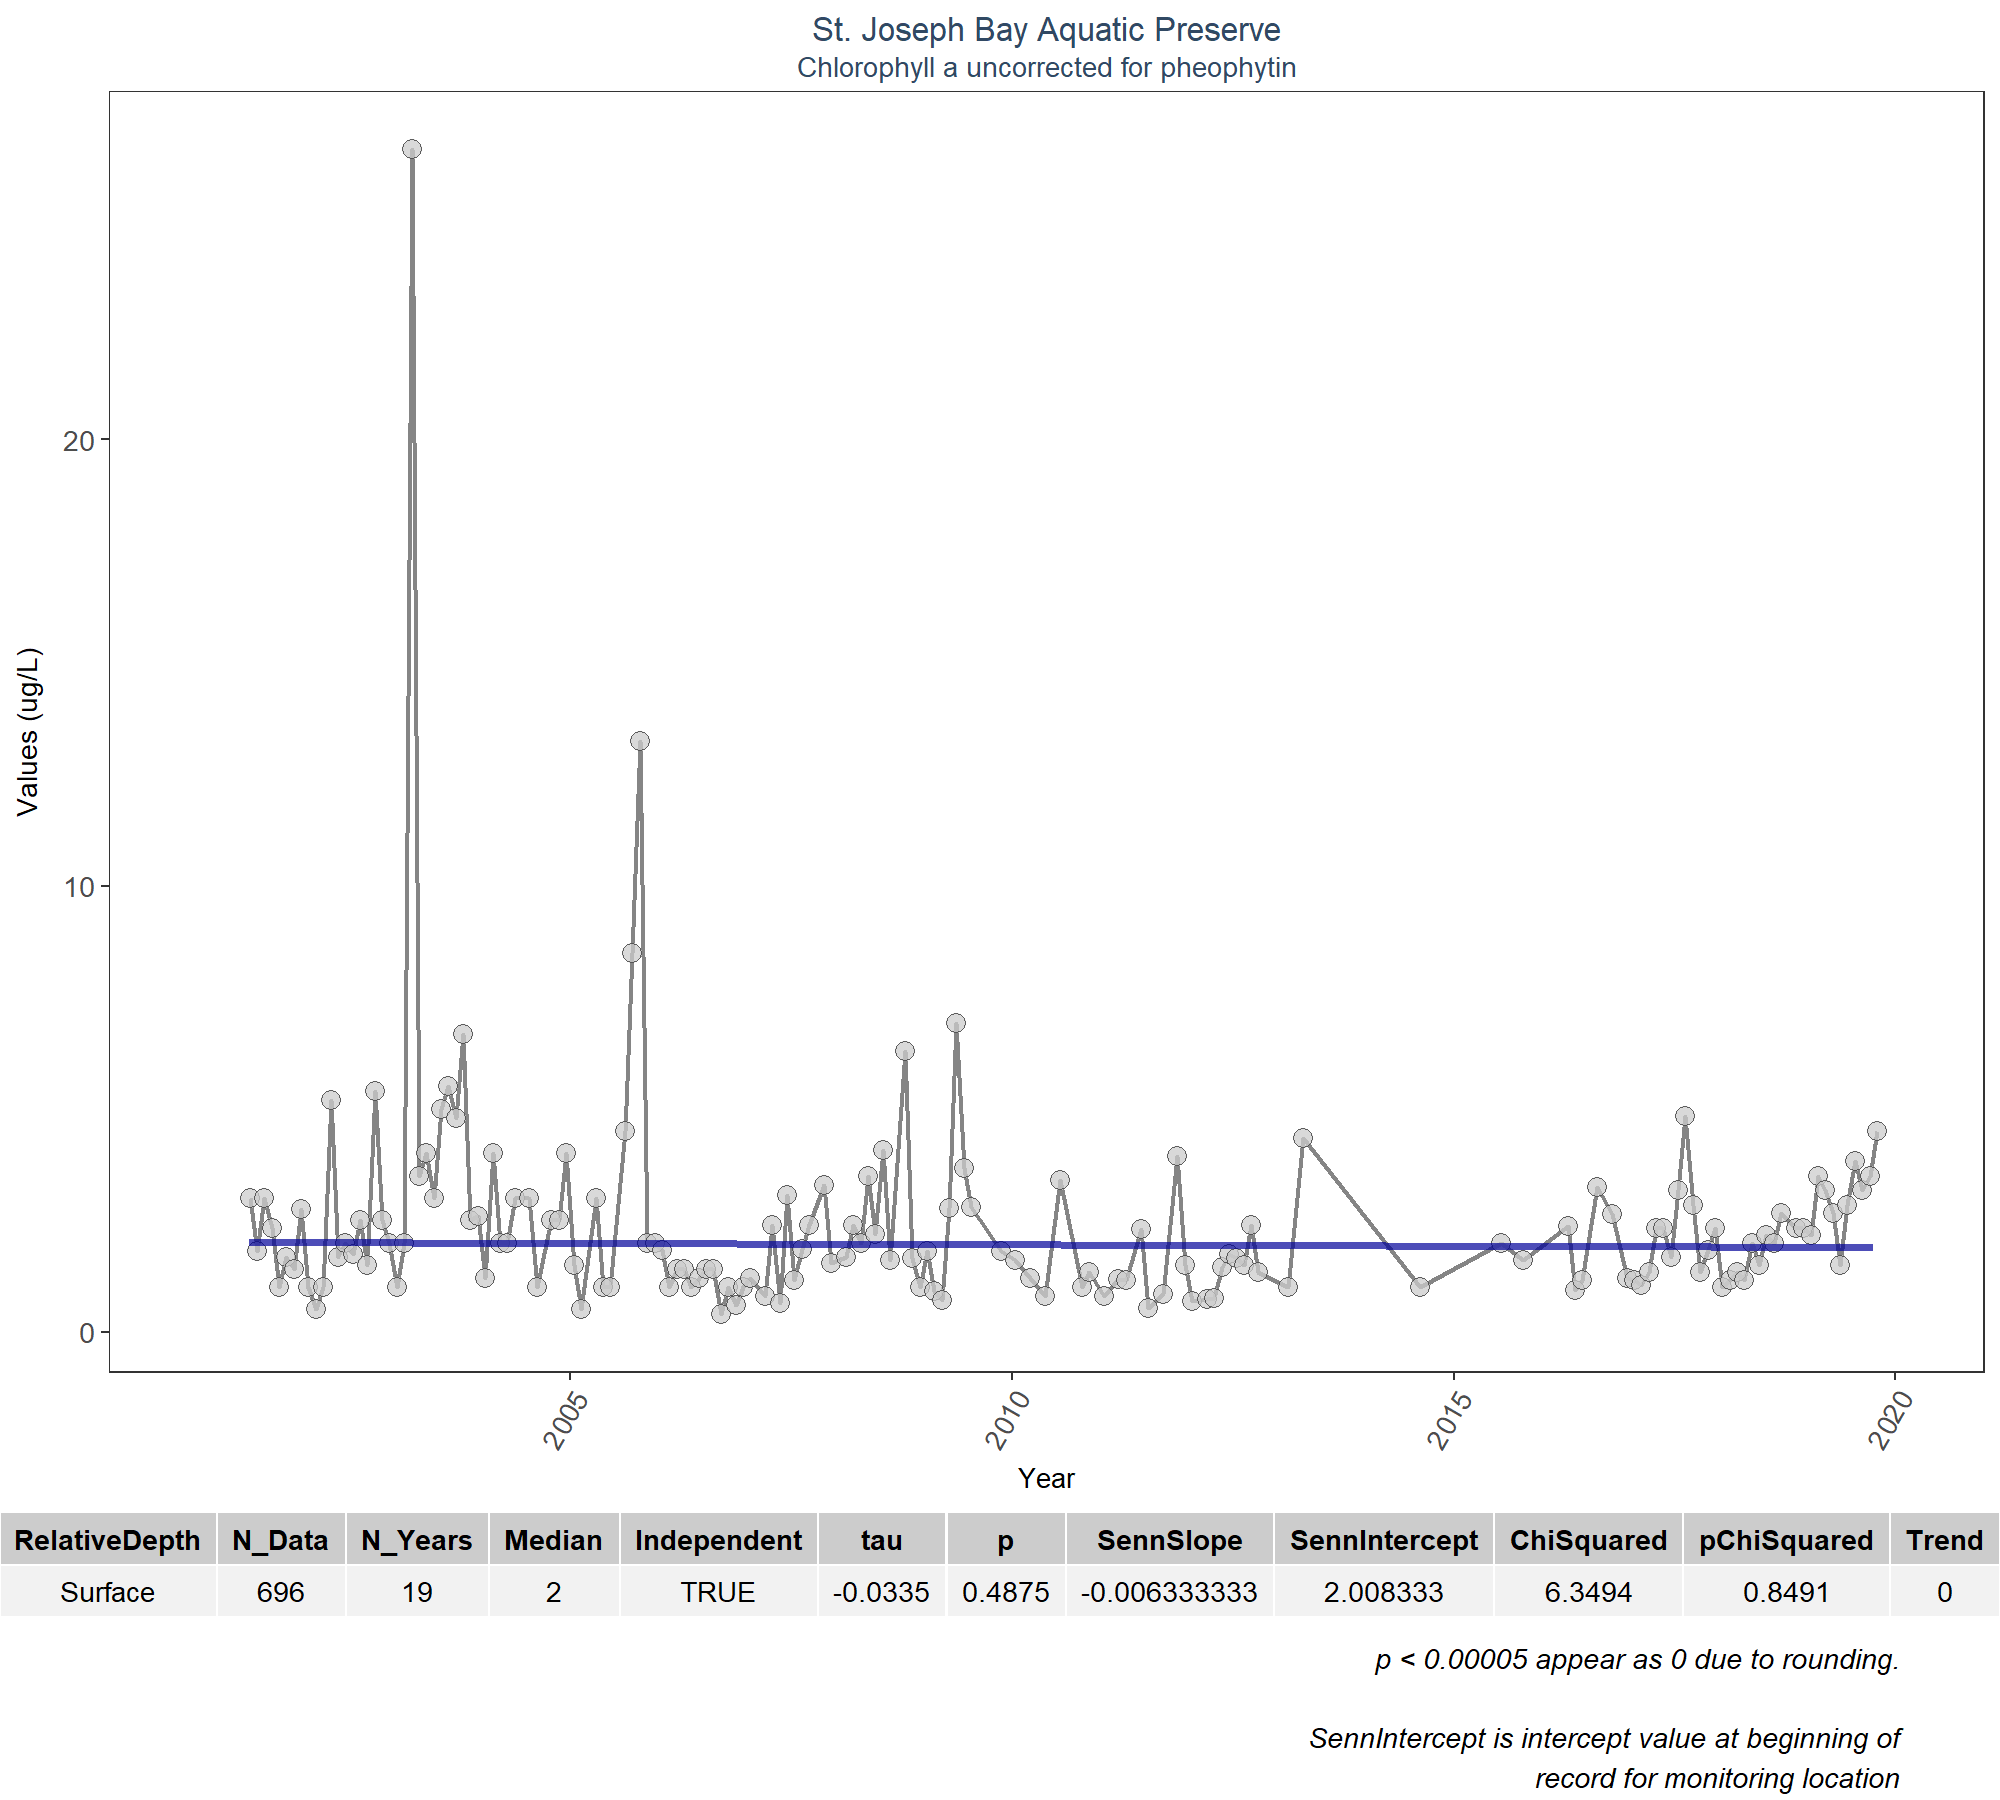 St. Joseph Bay Aquatic Preserve
Chlorophyll a uncorrected for pheophytin
Values (ug/L)
20
10
0
2005
2010
2015
2020
Year
RelativeDepth N_Data N_Years Median Independent tau p SennSlope SennIntercept ChiSquared pChiSquared Trend
Surface 696 19 2 TRUE -0.0335 0.4875 -0.006333333 2.008333 6.3494 0.8491 0
p < 0.00005 appear as 0 due to rounding.
SennIntercept is intercept value at beginning of
record for monitoring location